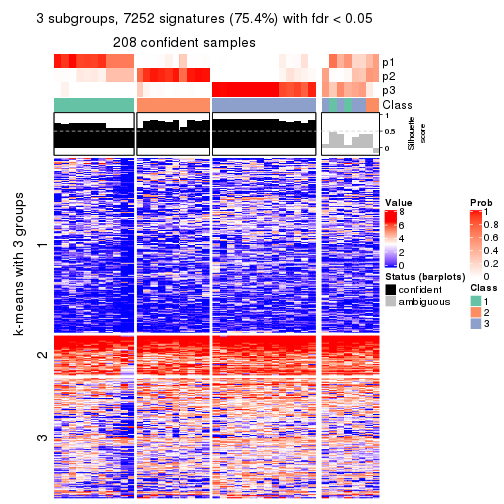 3 subgroups, 7252 signatures (75.4%) with fdr < 0.05
208 confident samples
p1
p2
p3
Class
1
0.5
0
Silhouette
score
k-means with 3 groups
1
2
3
Value
8
6
4
2
0
Status (barplots)
confident
ambiguous
Prob
1
0.8
0.6
0.4
0.2
0
Class
1
2
3